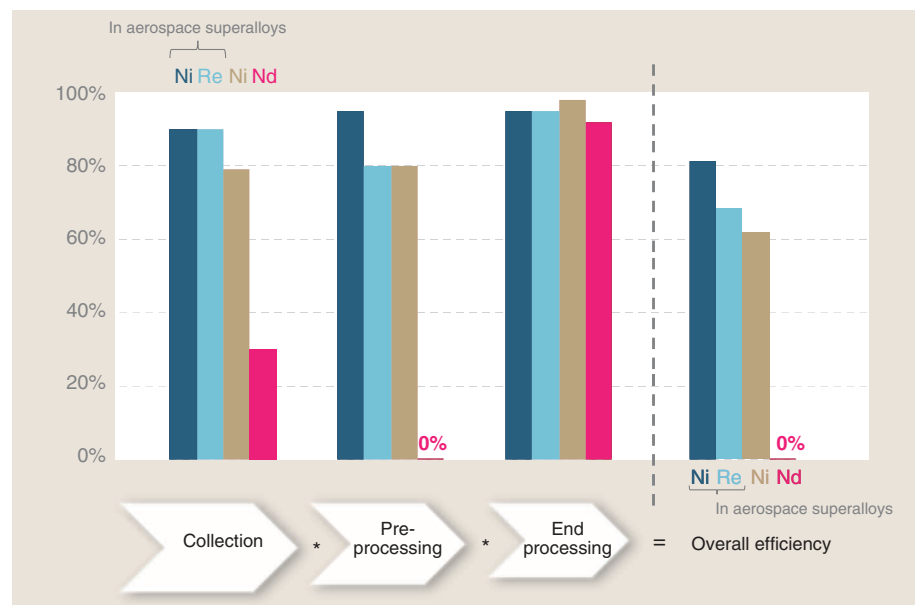 In aerospace superalloys
Ni Re Ni Nd
100%
80%
60%
40%
20%
0%
0%
0%
Ni Re Ni Nd
In aerospace superalloys
Collection
*
Pre-
processing
*
End
processing
=
Overall efficiency